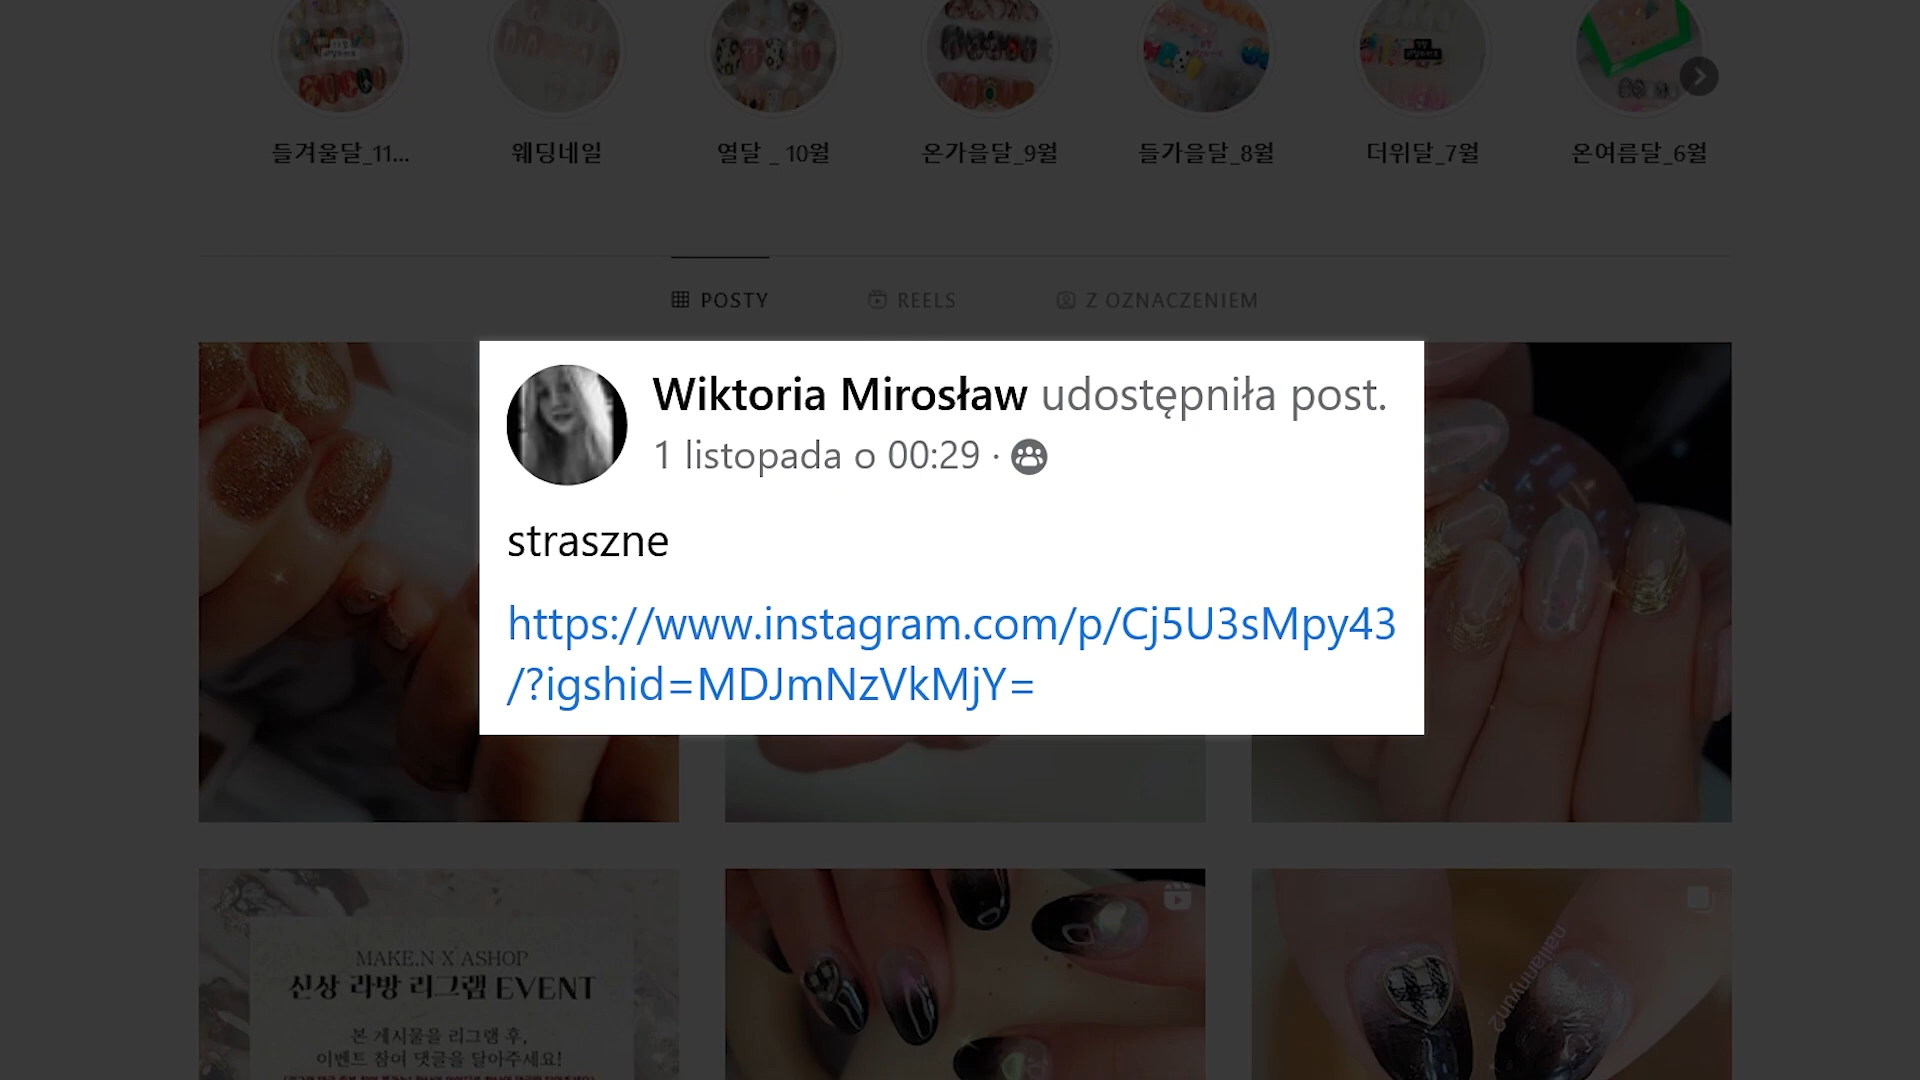 들겨울달_11...
웨딩네일
열달 _ 10월
온가을달_9월
들가을달_8월
더위달_7월
온여름달_6월
POSTY
REELS
Z OZNACZENIEM
Wiktoria Mirosław udostępniła post.
1 listopada o 00:29 ·
straszne
https://www.instagram.com/p/Cj5U3sMpy43
/?igshid=MDJmNzVkMjY=
MAKE.N X ASHOP
신상 라방 리그램 EVENT
본 게시물을 리그램 후,
이벤트 참여 댓글을 달아주세요!